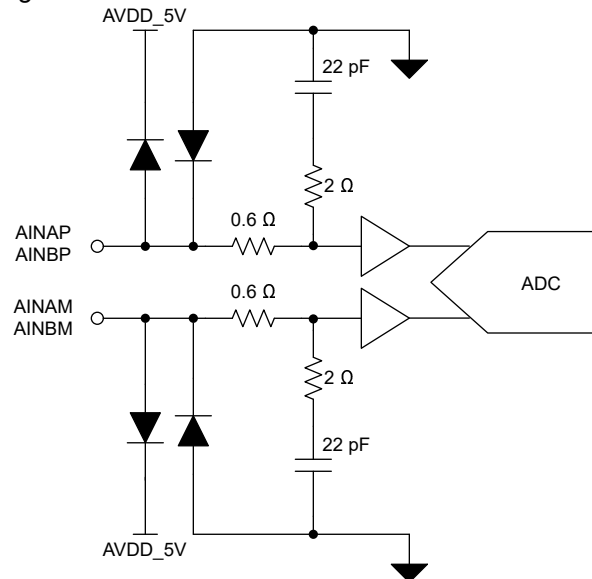 AVDD_5V
22 pF
2 Ω
0.6 Ω
AINAP
AINBP
ADC
0.6 Ω
AINAM
AINBM
2 Ω
22 pF
AVDD_5V